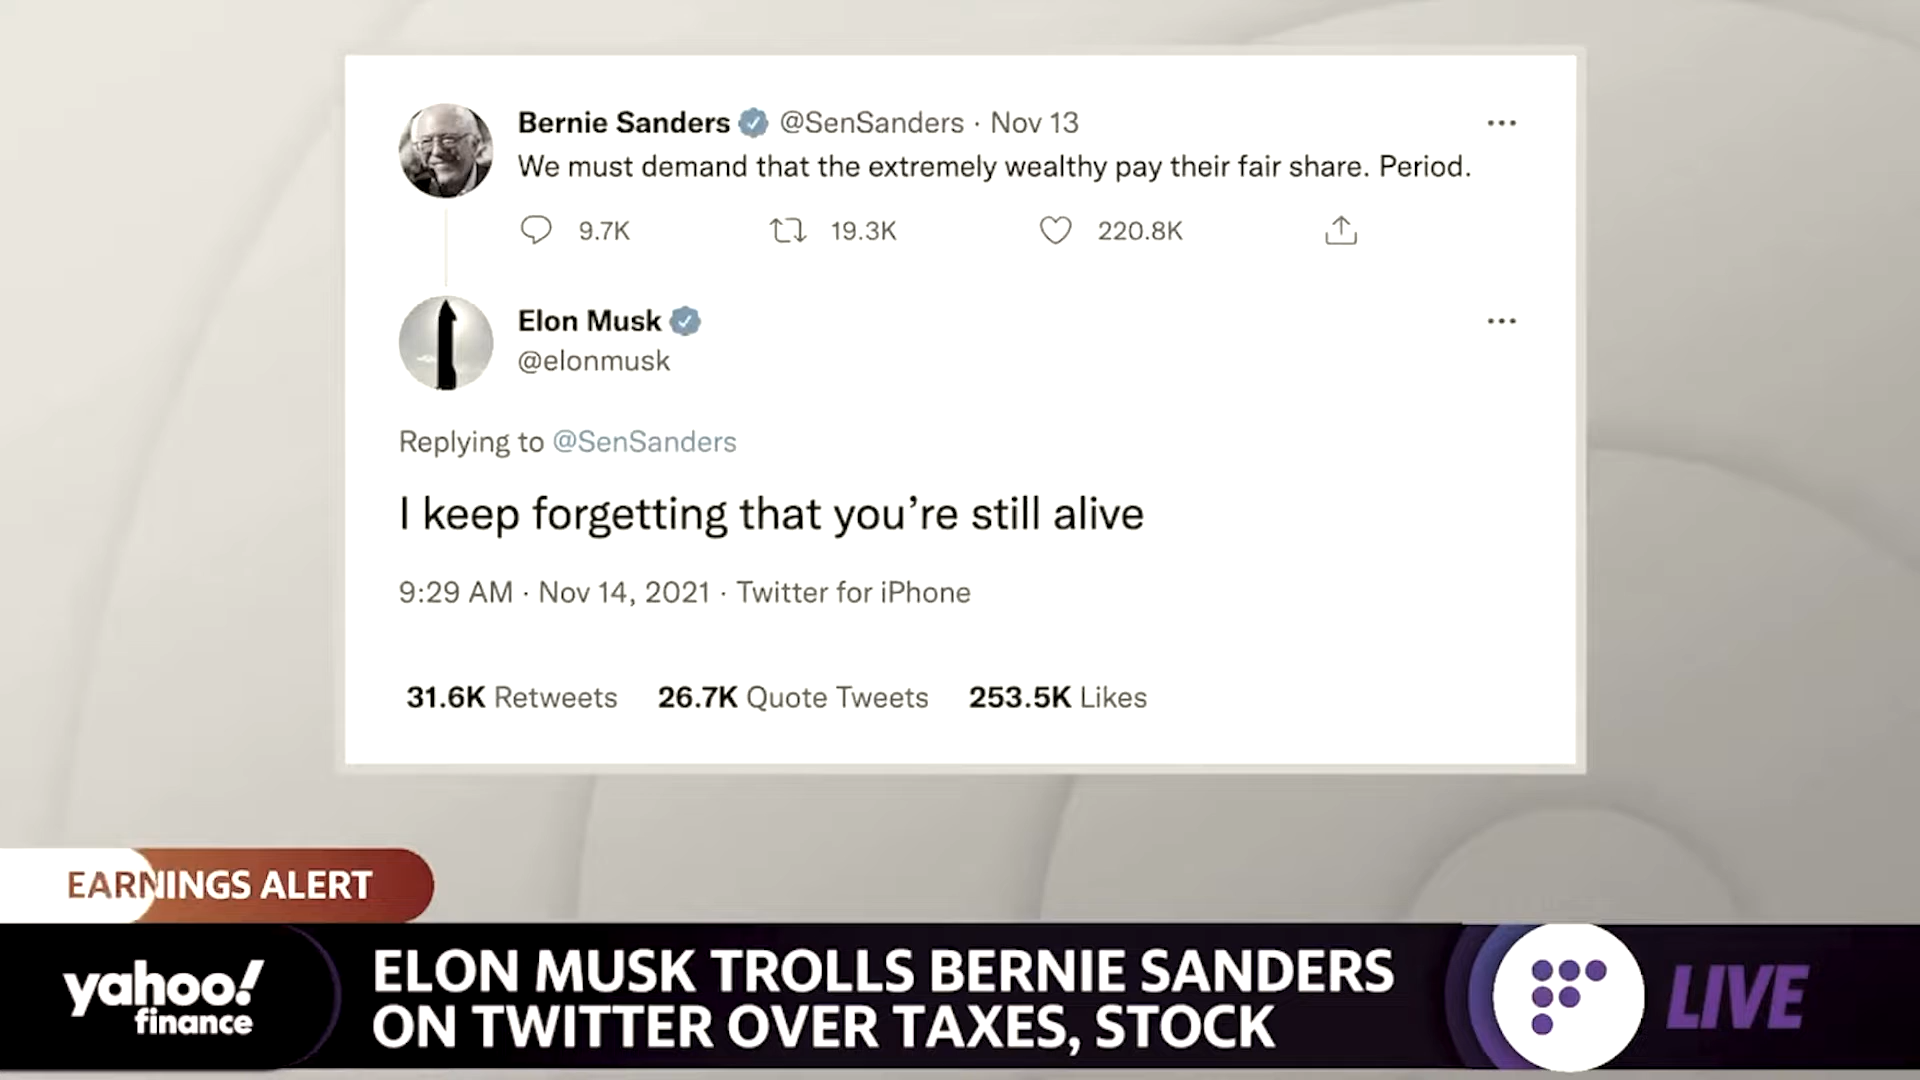 Bernie Sanders @SenSanders · Nov 13
We must demand that the extremely wealthy pay their fair share. Period.
9.7K 19.3K 220.8K
Elon Musk
@elonmusk
Replying to @SenSanders
I keep forgetting that you’re still alive
9:29 AM · Nov 14, 2021 · Twitter for iPhone
31.6K Retweets 26.7K Quote Tweets 253.5K Likes
EARNINGS ALERT
yahoo!
finance
ELON MUSK TROLLS BERNIE SANDERS
ON TWITTER OVER TAXES, STOCK
LIVE